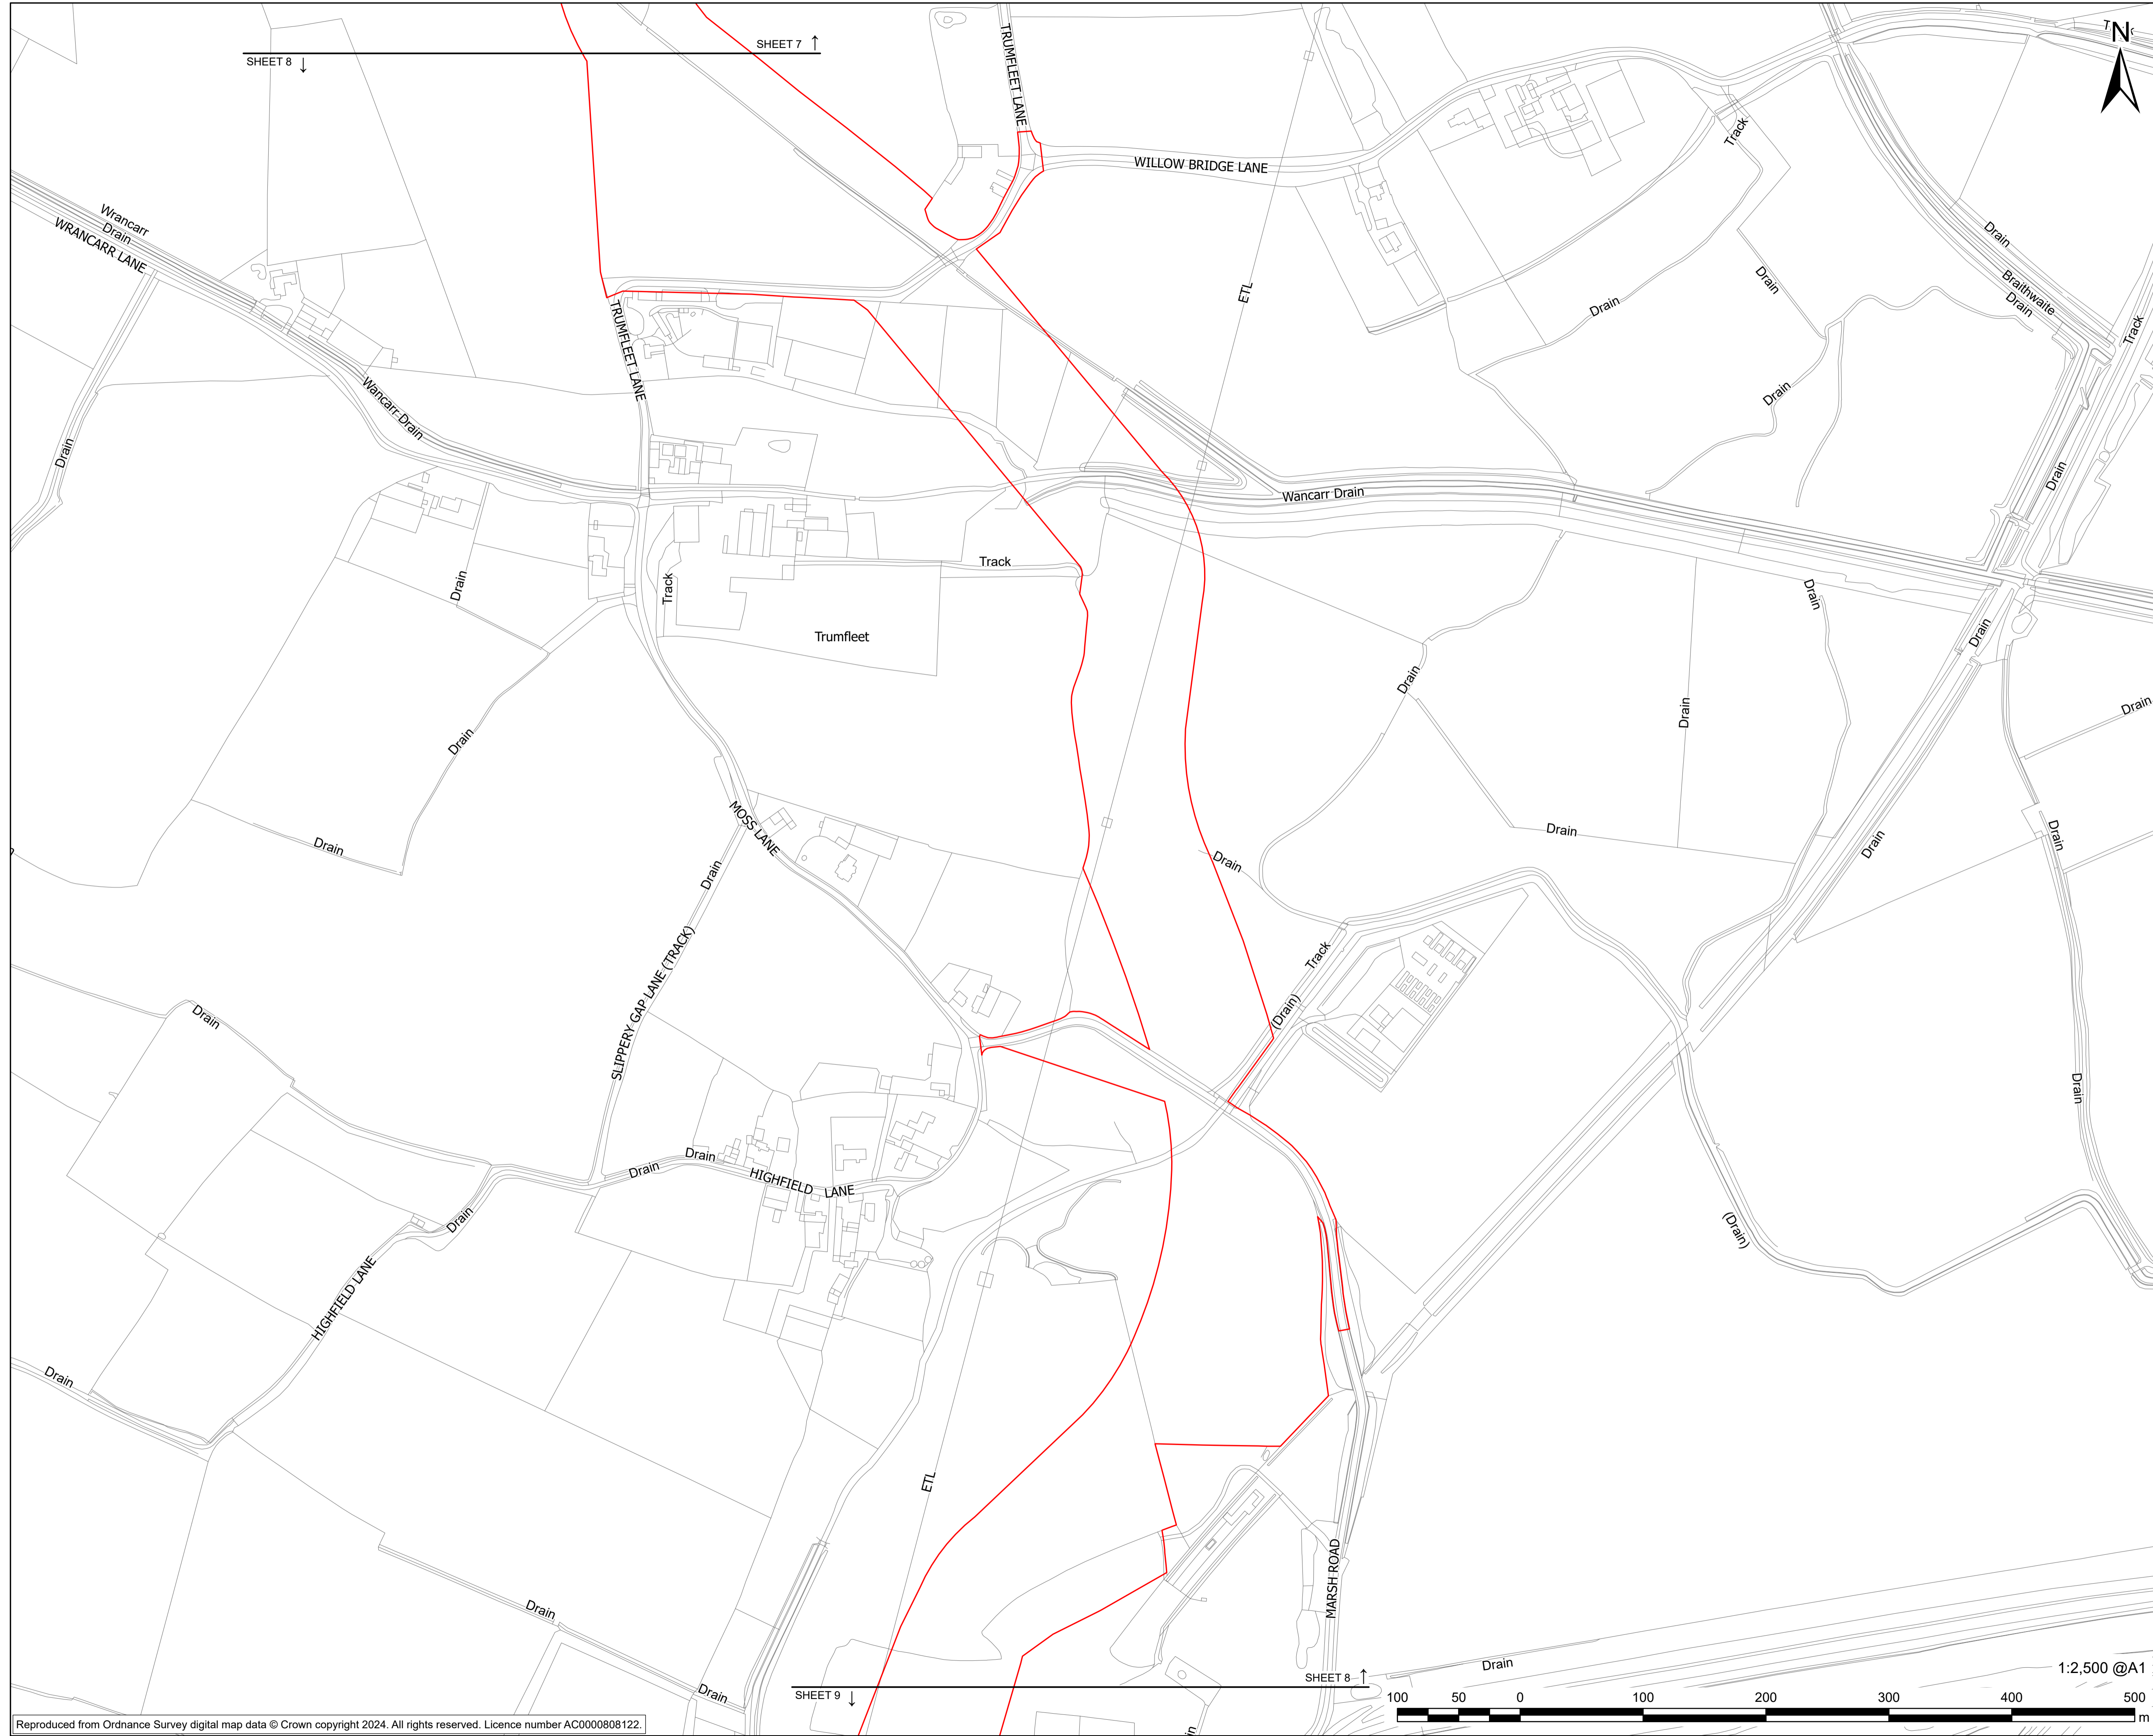 SHEET 7 ↑
SHEET 8 ↓
N
TRUMFLEET LANE
WILLOW BRIDGE LANE
Track
Wrancarr
Drain
WRANCARR LANE
Drain
Braithwaite
Drain
Track
Drain
Drain
ETL
TRUMFLEET LANE
Wancarr Drain
Drain
Drain
Drain
Wancarr Drain
Track
Track
Drain
Trumfleet
Drain
Drain
Drain
Drain
Drain
Drain
Drain
MOSS LANE
Drain
Drain
Drain
Drain
Drain
Drain
SLIPPERY GAP LANE (TRACK)
Track
(Drain)
Drain
Drain
Drain
Drain
HIGHFIELD LANE
Drain
(Drain)
HIGHFIELD LANE
Drain
ETL
Drain
MARSH ROAD
Drain
Drain
SHEET 8 ↑
SHEET 9 ↓
1:2,500 @A1
100 50 0 100 200 300 400 500
m
Reproduced from Ordnance Survey digital map data © Crown copyright 2024. All rights reserved. Licence number AC0000808122.